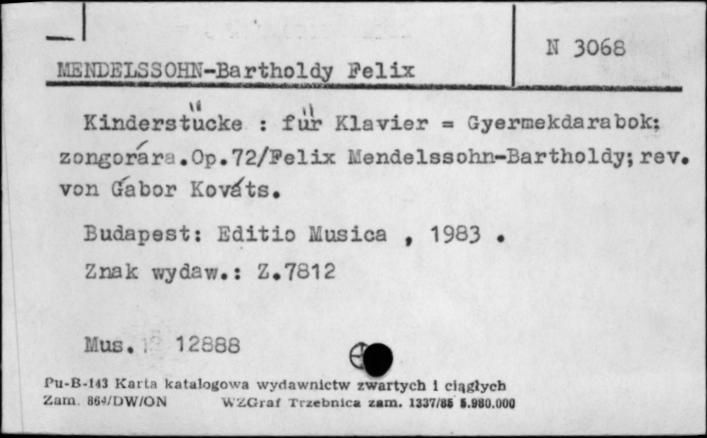 N 3068
MENDELSSOHN-Bartholdy Felix
Kinderstücke : für Klavier = Gyermekdarabok:
zongorára.Op.72/Felix Mendelssohn-Bartholdy; rev.
von Gábor Kováts.
Budapest: Editio Musica , 1983 .
Znak wydaw.: Z.7812
Mus. 12888
Pu-B-143 Karta katalogowa wydawnictw zwartych i ciągłych
Zam. 864/DW/ON WZGraf Trzebnica zam. 1337/85 5.980.000